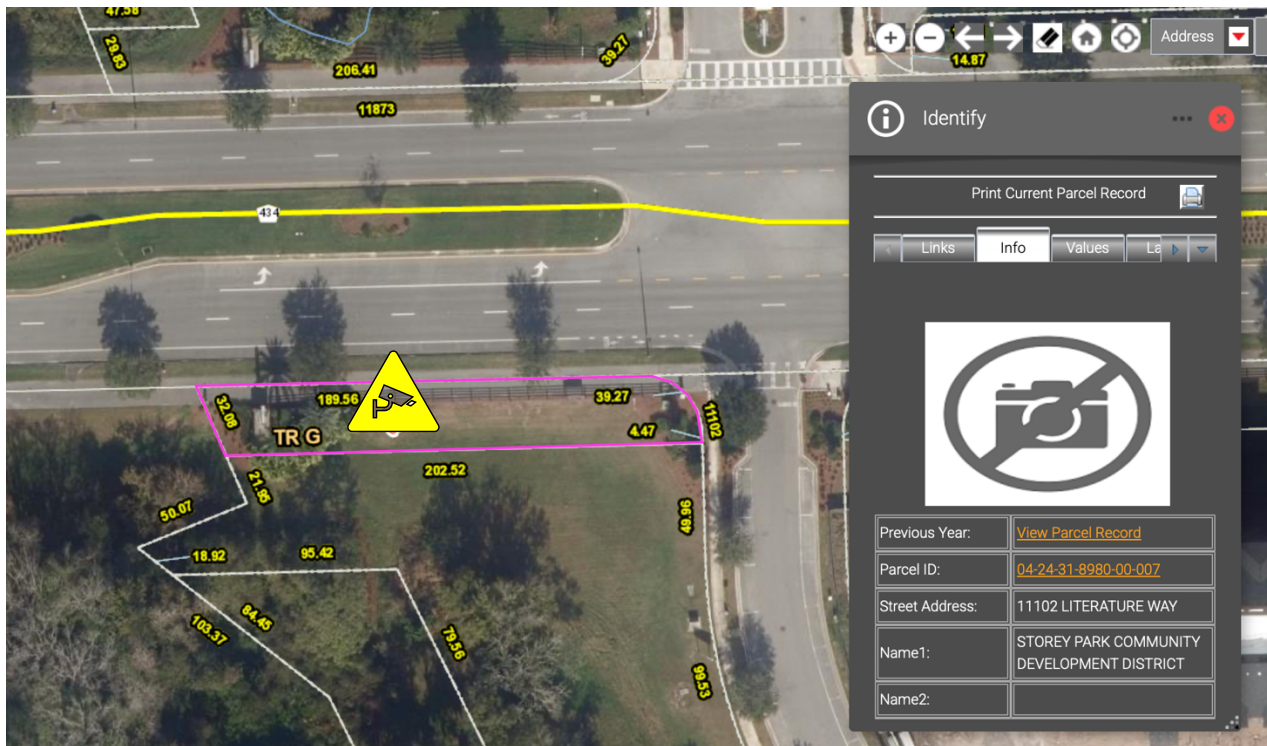 47.58
29.83
206.41
39.27
11873
14.87
Address
Identify
Print Current Parcel Record
Links
Info
Values
La
434
32.08
189.56
39.27
11102
TR G
4.47
202.52
21.95
50.07
49.96
18.92
95.42
84.45
103.37
79.56
99.53
Previous Year: View Parcel Record
Parcel ID: 04-24-31-8980-00-007
Street Address: 11102 LITERATURE WAY
Name1: STOREY PARK COMMUNITY
DEVELOPMENT DISTRICT
Name2: